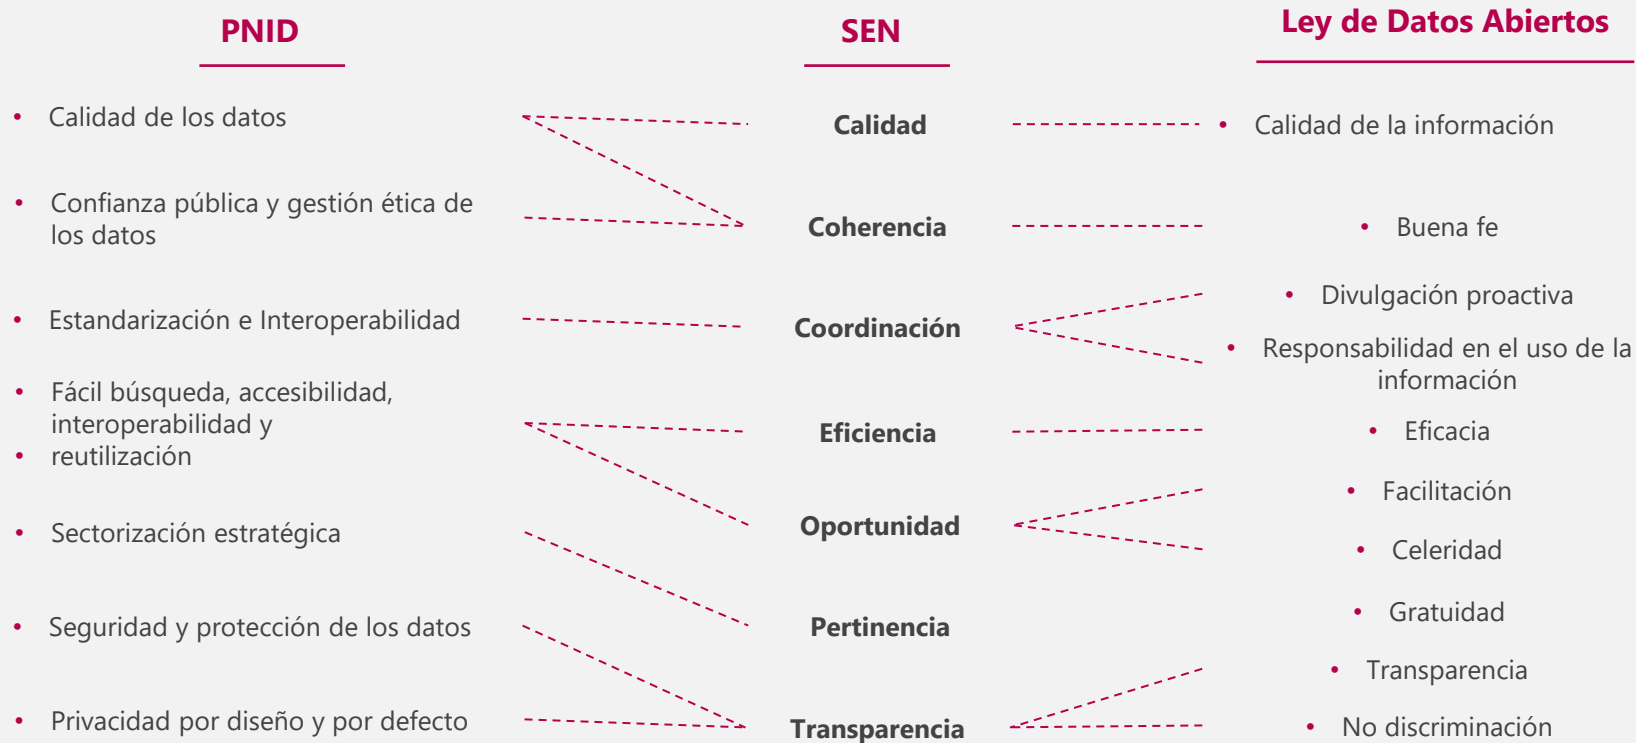 PNID
• Calidad de los datos
• Confianza pública y gestión ética de
los datos
• Estandarización e Interoperabilidad
• Fácil búsqueda, accesibilidad,
interoperabilidad y
• reutilización
• Sectorización estratégica
• Seguridad y protección de los datos
• Privacidad por diseño y por defecto
SEN
Calidad
Coherencia
Coordinación
Eficiencia
Oportunidad
Pertinencia
Transparencia
Ley de Datos Abiertos
• Calidad de la información
• Buena fe
• Divulgación proactiva
• Responsabilidad en el uso de la
información
• Eficacia
• Facilitación
• Celeridad
• Gratuidad
• Transparencia
• No discriminación